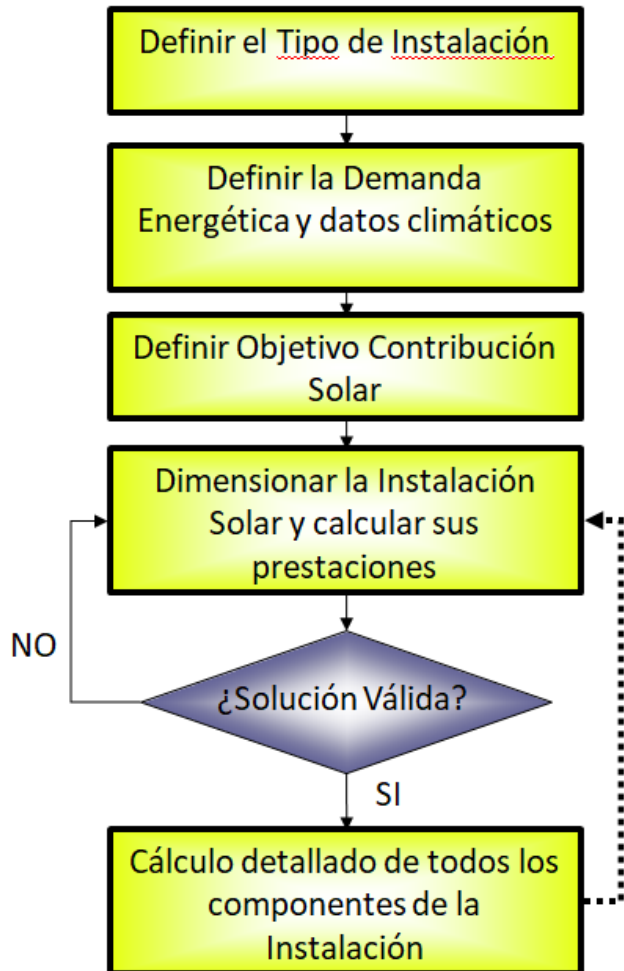 Definir el Tipo de Instalación
Definir la Demanda
Energética y datos climáticos
Definir Objetivo Contribución
Solar
Dimensionar la Instalación
Solar y calcular sus
prestaciones
NO
¿Solución Válida?
SI
Cálculo detallado de todos los
componentes de la
Instalación